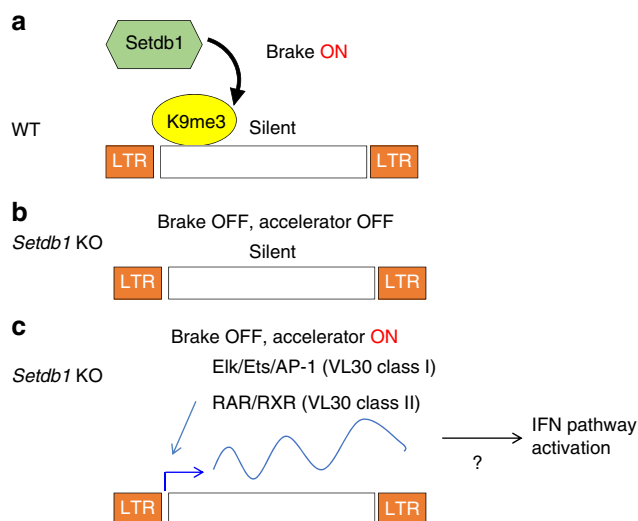 a
Setdb1
Brake ON
WT
K9me3
Silent
LTR
LTR
b
Brake OFF, accelerator OFF
Setdb1 KO
Silent
LTR
LTR
c
Brake OFF, accelerator ON
Setdb1 KO
Elk/Ets/AP-1 (VL30 class I)
RAR/RXR (VL30 class II)
IFN pathway
activation
?
LTR
LTR